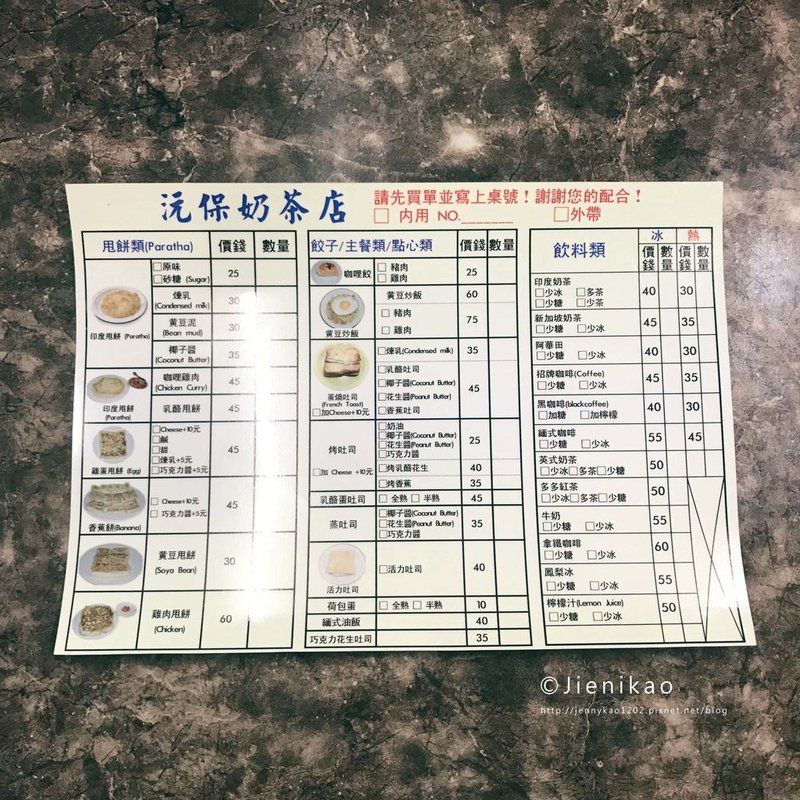 沅保奶茶店
請先買單並寫上桌號！謝謝您的配合！
□ 內用 NO.______ □外帶
甩餅類(Paratha) 價錢 數量
□原味
□砂糖 (Sugar)
25
煉乳
(Condensed milk)
30
黄豆泥
(Bean mud)
30
椰子醬
(Coconut Butter)
35
印度甩餅 (Paratha)
咖哩雞肉
(Chicken Curry)
45
乳酪甩餅 45
印度甩餅
(Paratha)
□Cheese+10元
□鹹
□甜
□煉乳+5元
□巧克力醬+5元
45
雞蛋甩餅 (Egg)
□ Cheese+10元
□ 巧克力醬+5元
45
香蕉餅(Banana)
黄豆甩餅
(Soya Bean)
30
雞肉甩餅
(Chicken)
60
餃子/主餐類/點心類 價錢 數量
咖哩餃
□ 豬肉
□ 雞肉
25
黄豆炒飯 60
□ 豬肉
□ 雞肉
75
黄豆炒飯
□煉乳(Condensed milk) 35
□乳酪醬
□椰子醬(Coconut Butter)
□花生醬(Peanut Butter)
□香蕉吐司
45
蛋燒吐司
(French Toast)
□加Cheese+10元
烤吐司
□加 Cheese +10元
□奶油
□椰子醬(Coconut Butter)
□花生醬(Peanut Butter)
□巧克力醬
25
□烤乳酪花生 40
□烤香蕉 35
乳酪蛋吐司 □ 全熟 □ 半熟 45
蒸吐司
□椰子醬(Coconut Butter)
□花生醬(Peanut Butter)
□巧克力醬
35
□活力吐司 40
活力吐司
荷包蛋 □ 全熟 □ 半熟 10
緬式油飯 40
巧克力花生吐司 35
飲料類 冰 熱
價錢 數量 價錢 數量
印度奶茶 40 30
□少冰 □多茶
□少糖 □少茶
新加坡奶茶 45 35
□少糖 □少冰
阿華田 40 30
□少糖 □少冰
招牌咖啡(Coffee) 45 35
□少糖 □少冰
黑咖啡(blackcoffee) 40 30
□加糖 □加檸檬
緬式咖啡 55 45
□少糖 □少冰
英式奶茶 50
□少冰□多茶□少糖
多多紅茶 50
□少冰□多茶□少糖
牛奶 55
□少糖 □少冰
拿鐵咖啡 60
□少糖 □少冰
鳳梨冰 55
□少糖 □少冰
檸檬汁(Lemon Juice) 50
□少糖 □少冰
©Jienikao
http://jennykao1202.pixnet.net/blog